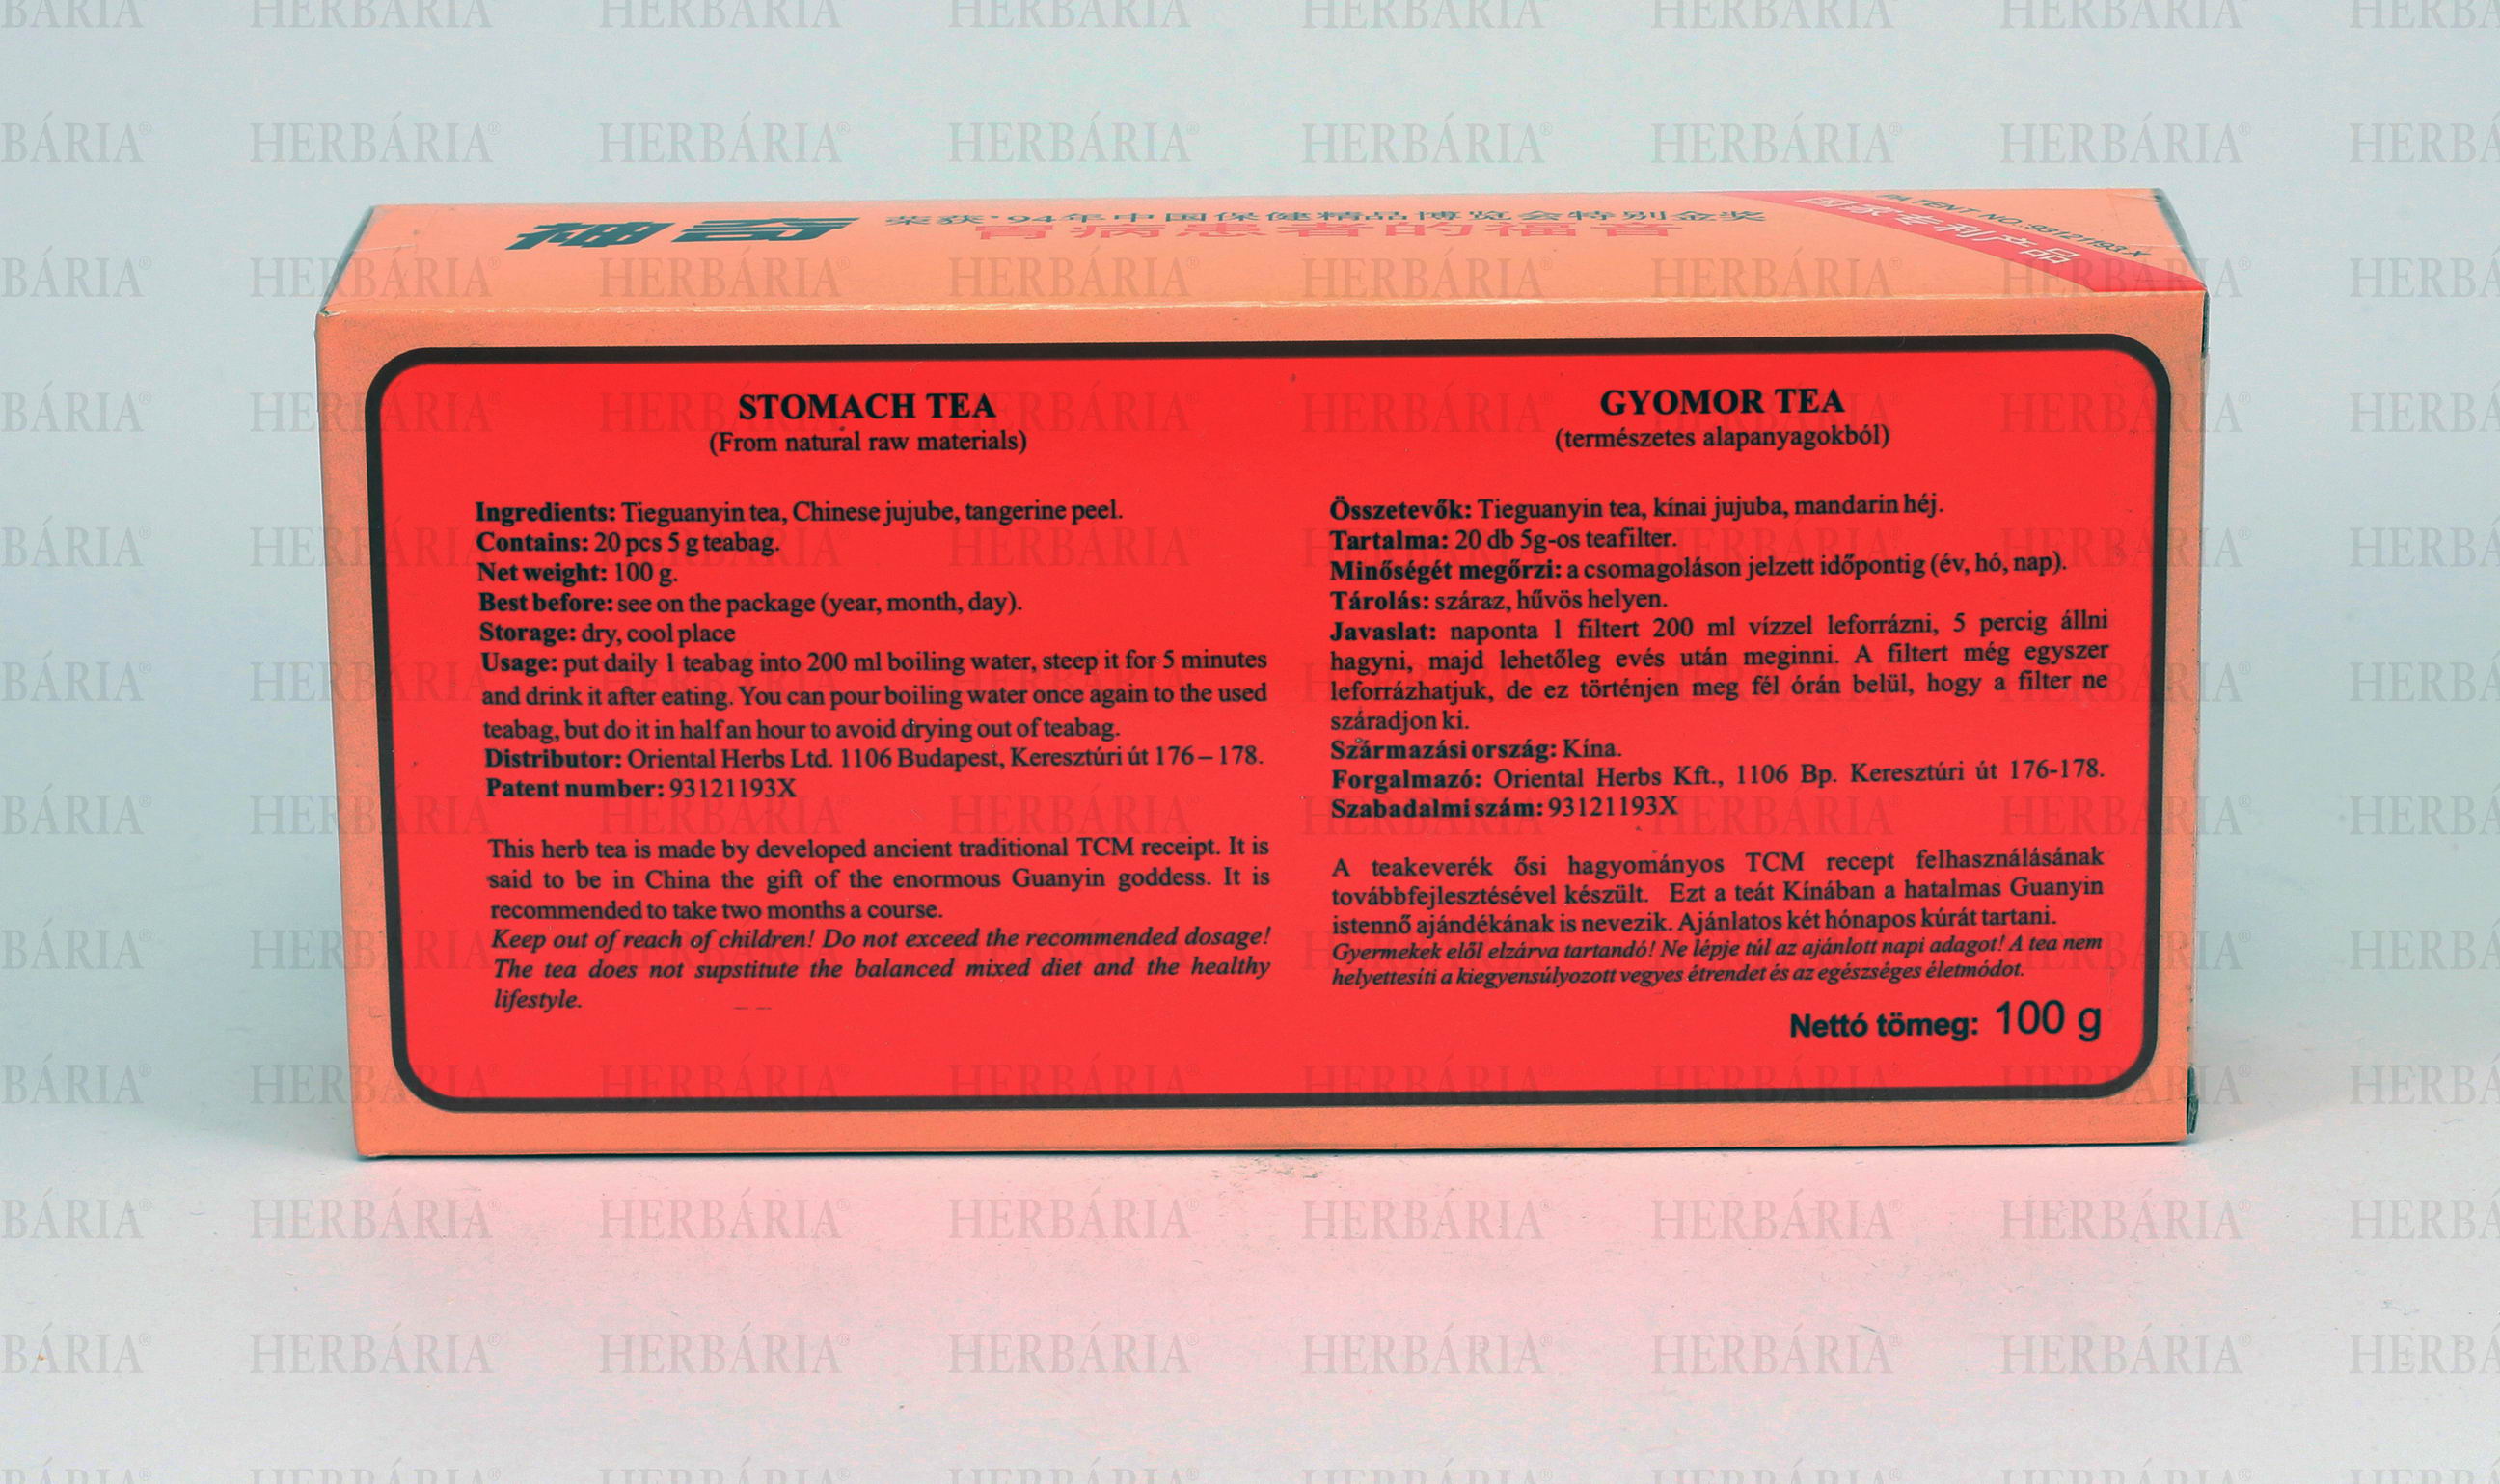 神奇
荣获'94年中国保健精品博览会特别金奖
胃病患者的福音
PATENT NO:93121193.X
国家专利产品
STOMACH TEA
(From natural raw materials)
Ingredients: Tieguanyin tea, Chinese jujube, tangerine peel.
Contains: 20 pcs 5 g teabag.
Net weight: 100 g.
Best before: see on the package (year, month, day).
Storage: dry, cool place
Usage: put daily 1 teabag into 200 ml boiling water, steep it for 5 minutes
and drink it after eating. You can pour boiling water once again to the used
teabag, but do it in half an hour to avoid drying out of teabag.
Distributor: Oriental Herbs Ltd. 1106 Budapest, Keresztúri út 176 – 178.
Patent number: 93121193X
This herb tea is made by developed ancient traditional TCM receipt. It is
said to be in China the gift of the enormous Guanyin goddess. It is
recommended to take two months a course.
Keep out of reach of children! Do not exceed the recommended dosage!
The tea does not supstitute the balanced mixed diet and the healthy
lifestyle.
GYOMOR TEA
(természetes alapanyagokból)
Összetevők: Tieguanyin tea, kínai jujuba, mandarin héj.
Tartalma: 20 db 5g-os teafilter.
Minőségét megőrzi: a csomagoláson jelzett időpontig (év, hó, nap).
Tárolás: száraz, hűvös helyen.
Javaslat: naponta 1 filtert 200 ml vízzel leforrázni, 5 percig állni
hagyni, majd lehetőleg evés után meginni. A filtert még egyszer
leforrázhatjuk, de ez történjen meg fél órán belül, hogy a filter ne
száradjon ki.
Származási ország: Kína.
Forgalmazó: Oriental Herbs Kft., 1106 Bp. Keresztúri út 176-178.
Szabadalmi szám: 93121193X
A teakeverék ősi hagyományos TCM recept felhasználásának
továbbfejlesztésével készült. Ezt a teát Kínában a hatalmas Guanyin
istennő ajándékának is nevezik. Ajánlatos két hónapos kúrát tartani.
Gyermekek elől elzárva tartandó! Ne lépje túl az ajánlott napi adagot! A tea nem
helyettesíti a kiegyensúlyozott vegyes étrendet és az egészséges életmódot.
Nettó tömeg: 100 g
HERBÁRIA®